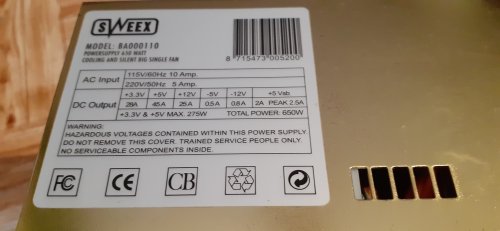 SWEEX
MODEL: BA000110
POWERSUPPLY 650 WATT
COOLING AND SILENT BIG SINGLE FAN
8 715473 005200
AC Input 115V/60Hz 10 Amp.
220V/50Hz 5 Amp.
DC Output +3.3V +5V +12V -5V -12V +5 Vsb
28A 45A 25A 0,5A 0,8A 2A PEAK 2.5A
+3.3V & +5V MAX. 275W TOTAL POWER: 650W
WARNING:
HAZARDOUS VOLTAGES CONTAINED WITHIN THIS POWER SUPPLY
DO NOT REMOVE THIS COVER. TRAINED SERVICE PEOPLE ONLY.
NO SERVICEABLE COMPONENTS INSIDE.
FC CE CB